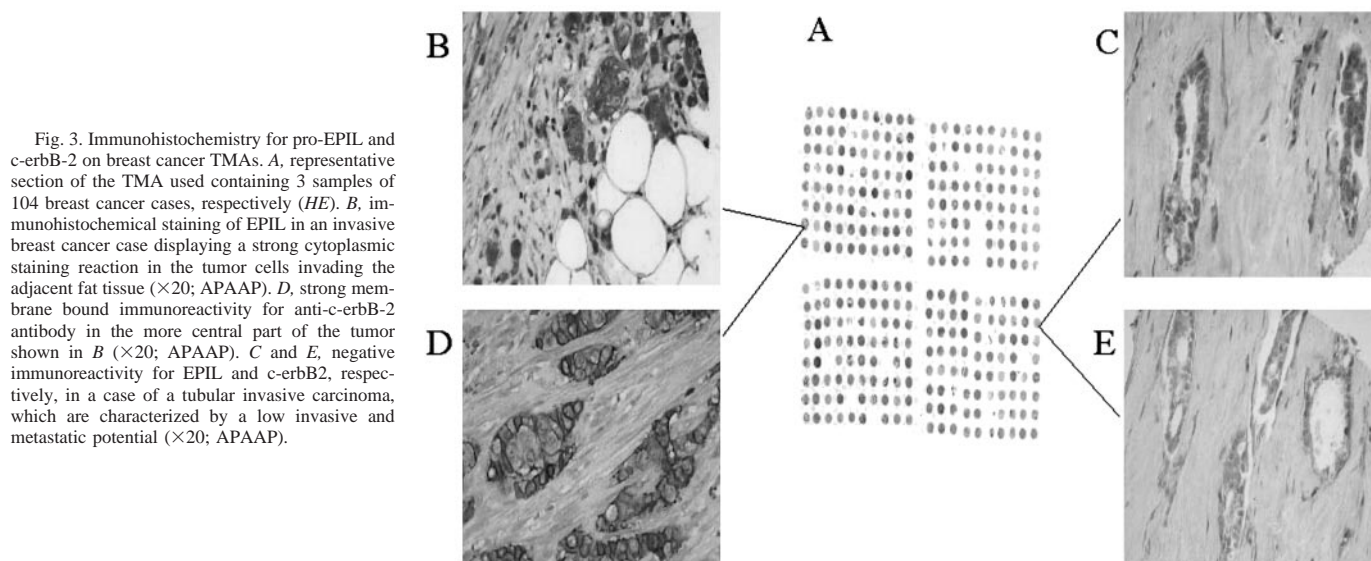 Fig. 3. Immunohistochemistry for pro-EPIL and
c-erbB-2 on breast cancer TMAs. A, representative
section of the TMA used containing 3 samples of
104 breast cancer cases, respectively (HE). B, im-
munohistochemical staining of EPIL in an invasive
breast cancer case displaying a strong cytoplasmic
staining reaction in the tumor cells invading the
adjacent fat tissue (×20; APAAP). D, strong mem-
brane bound immunoreactivity for anti-c-erbB-2
antibody in the more central part of the tumor
shown in B (×20; APAAP). C and E, negative
immunoreactivity for EPIL and c-erbB2, respec-
tively, in a case of a tubular invasive carcinoma,
which are characterized by a low invasive and
metastatic potential (×20; APAAP).
B
A
C
D
E